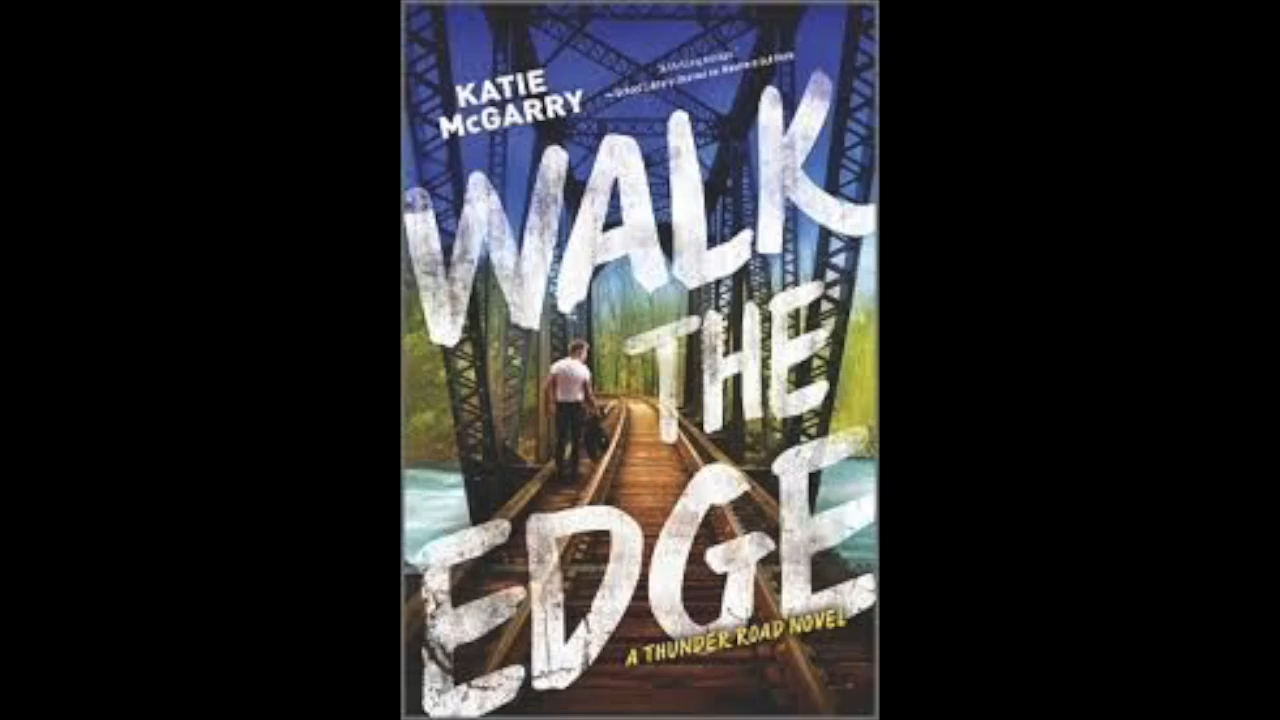 KATIE
McGARRY
WALK
THE
EDGE
A THUNDER ROAD NOVEL